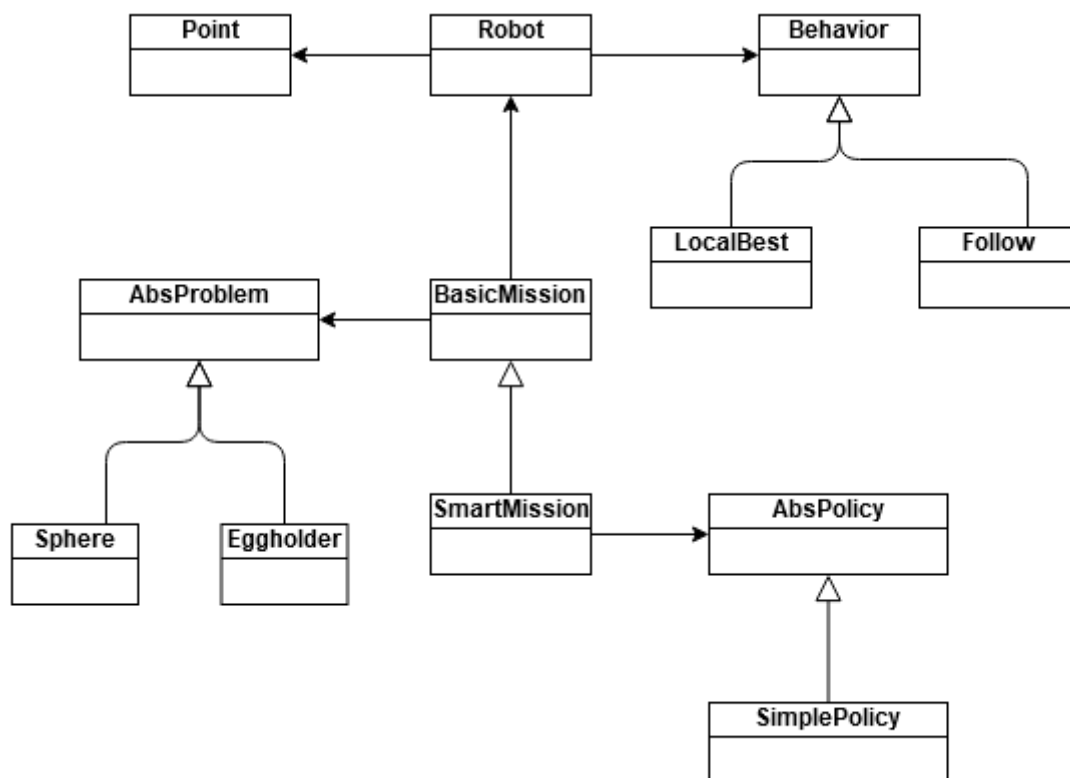 Point
Robot
Behavior
LocalBest
Follow
AbsProblem
BasicMission
SmartMission
AbsPolicy
Sphere
Eggholder
SimplePolicy